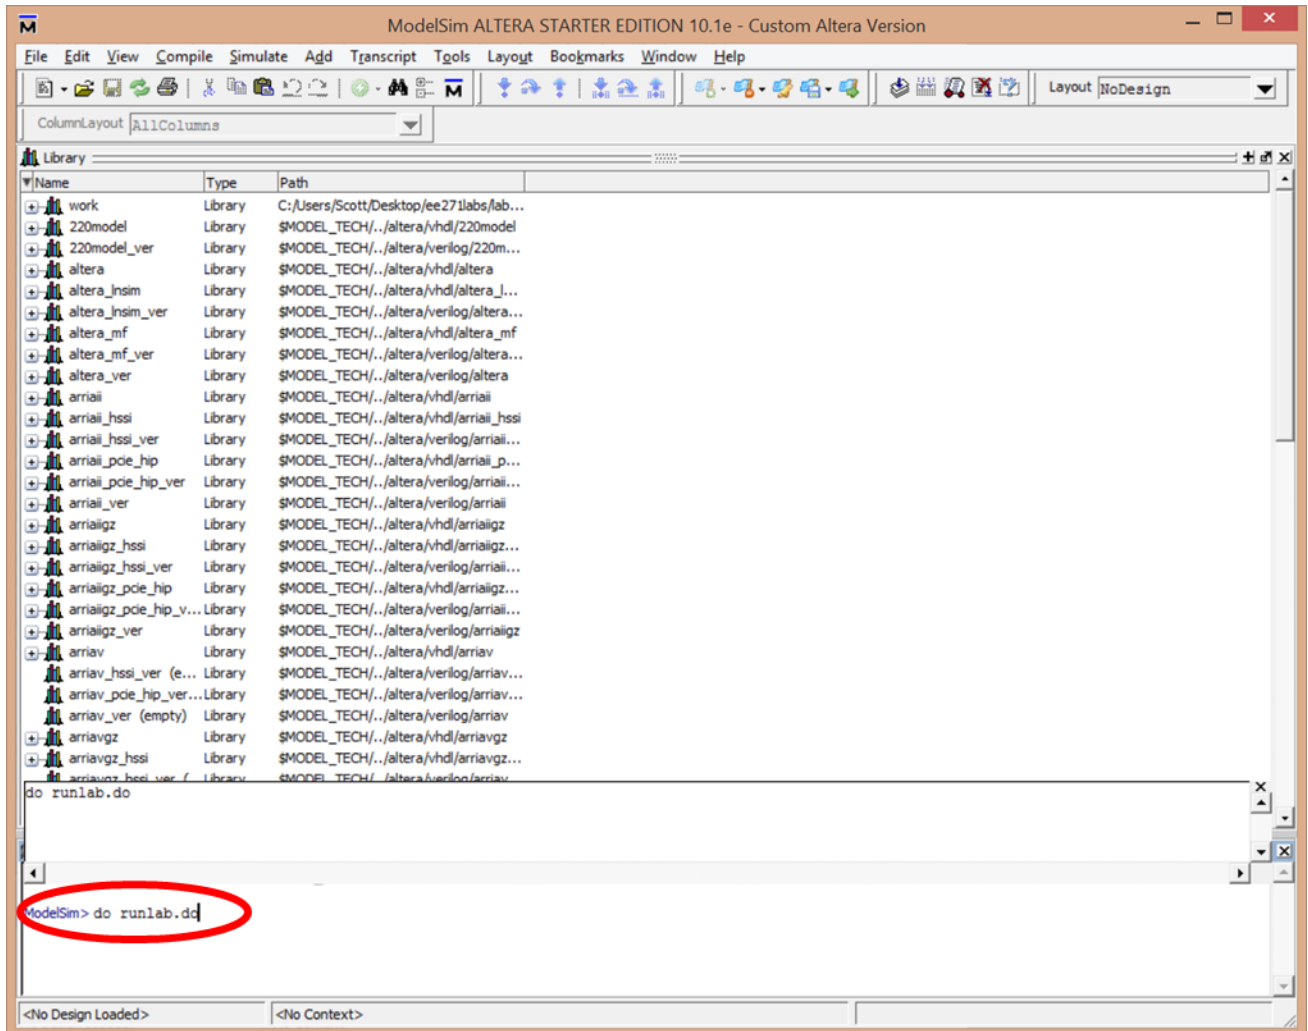 ModelSim ALTERA STARTER EDITION 10.1e - Custom Altera Version
File Edit View Compile Simulate Add Transcript Tools Layout Bookmarks Window Help
Layout NoDesign
ColumnLayout AllColumns
Library
Name Type Path
work Library C:/Users/Scott/Desktop/ee271labs/lab...
220model Library $MODEL_TECH/../altera/vhdl/220model
220model_ver Library $MODEL_TECH/../altera/verilog/220m...
altera Library $MODEL_TECH/../altera/vhdl/altera
altera_lnsim Library $MODEL_TECH/../altera/vhdl/altera_l...
altera_lnsim_ver Library $MODEL_TECH/../altera/verilog/altera...
altera_mf Library $MODEL_TECH/../altera/vhdl/altera_mf
altera_mf_ver Library $MODEL_TECH/../altera/verilog/altera...
altera_ver Library $MODEL_TECH/../altera/verilog/altera
arriaii Library $MODEL_TECH/../altera/vhdl/arriaii
arriaii_hssi Library $MODEL_TECH/../altera/vhdl/arriaii_hssi
arriaii_hssi_ver Library $MODEL_TECH/../altera/verilog/arriaii...
arriaii_pcie_hip Library $MODEL_TECH/../altera/vhdl/arriaii_p...
arriaii_pcie_hip_ver Library $MODEL_TECH/../altera/verilog/arriaii...
arriaii_ver Library $MODEL_TECH/../altera/verilog/arriaii
arriaiigz Library $MODEL_TECH/../altera/vhdl/arriaiigz
arriaiigz_hssi Library $MODEL_TECH/../altera/vhdl/arriaiigz...
arriaiigz_hssi_ver Library $MODEL_TECH/../altera/verilog/arriaii...
arriaiigz_pcie_hip Library $MODEL_TECH/../altera/vhdl/arriaiigz...
arriaiigz_pcie_hip_v... Library $MODEL_TECH/../altera/verilog/arriaii...
arriaiigz_ver Library $MODEL_TECH/../altera/verilog/arriaiigz
arriav Library $MODEL_TECH/../altera/vhdl/arriav
arriav_hssi_ver (e... Library $MODEL_TECH/../altera/verilog/arriav...
arriav_pcie_hip_ver... Library $MODEL_TECH/../altera/verilog/arriav...
arriav_ver (empty) Library $MODEL_TECH/../altera/verilog/arriav
arriavgz Library $MODEL_TECH/../altera/vhdl/arriavgz
arriavgz_hssi Library $MODEL_TECH/../altera/vhdl/arriavgz...
arriavgz_hssi_ver ( Library $MODEL_TECH/../altera/verilog/arriav
do runlab.do
ModelSim> do runlab.do
<No Design Loaded> <No Context>